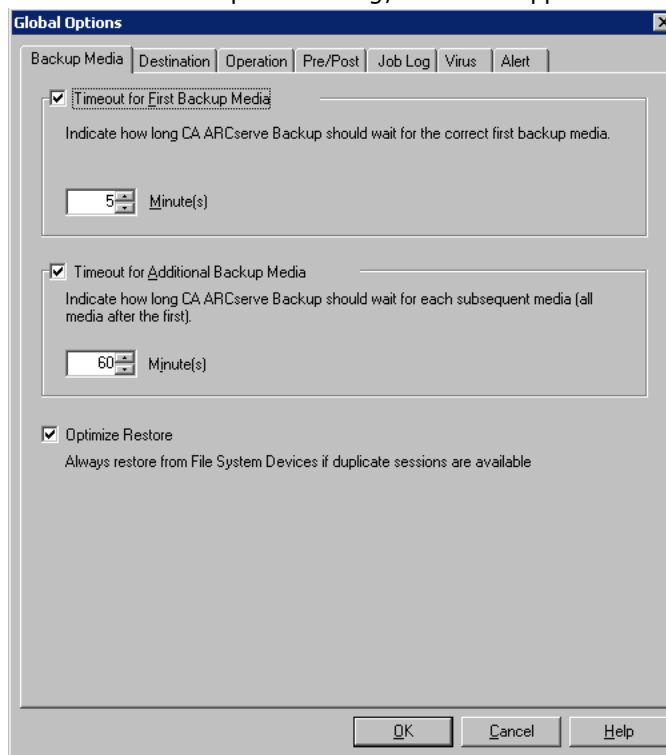 Global Options
Backup Media Destination Operation Pre/Post Job Log Virus Alert
Timeout for First Backup Media
Indicate how long CA ARCserve Backup should wait for the correct first backup media.
5 Minute(s)
Timeout for Additional Backup Media
Indicate how long CA ARCserve Backup should wait for each subsequent media (all
media after the first).
60 Minute(s)
Optimize Restore
Always restore from File System Devices if duplicate sessions are available
OK Cancel Help